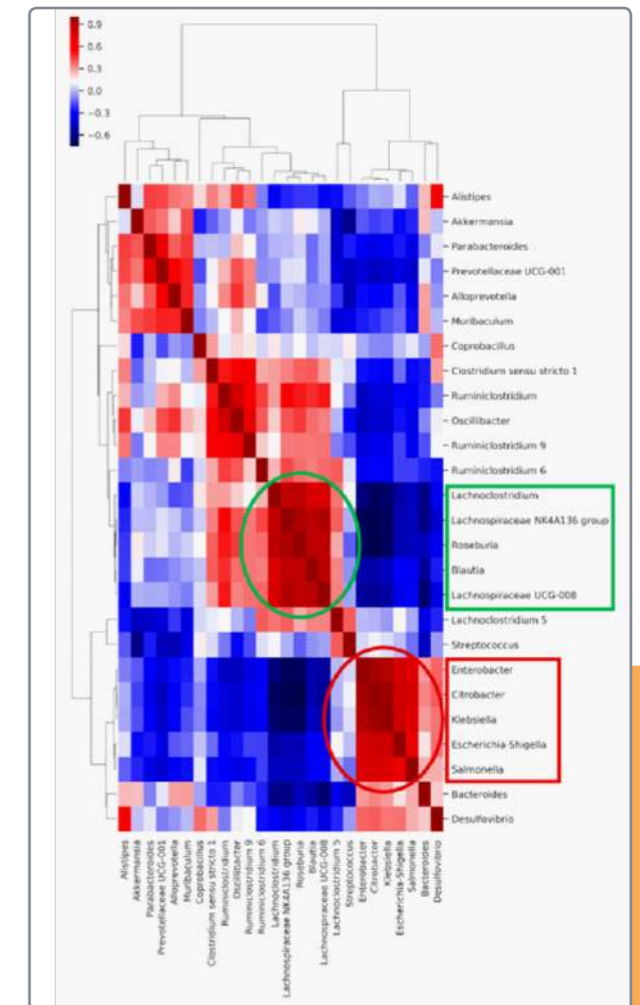 0.9
0.6
0.3
0.0
-0.3
-0.6
Alistipes
Akkermansia
Parabacteroides
Prevotellaceae UCG-001
Alloprevotella
Muribaculum
Coprobacillus
Clostridium sensu stricto 1
Ruminiclostridium
Oscillibacter
Ruminiclostridium 9
Ruminiclostridium 6
Lachnoclostridium
Lachnospiraceae NK4A136 group
Roseburia
Blautia
Lachnospiraceae UCG-008
Lachnoclostridium 5
Streptococcus
Enterobacter
Citrobacter
Klebsiella
Escherichia-Shigella
Salmonella
Bacteroides
Desulfovibrio
Alistipes
Akkermansia
Parabacteroides
Prevotellaceae UCG-001
Alloprevotella
Muribaculum
Coprobacillus
Clostridium sensu stricto 1
Ruminiclostridium
Oscillibacter
Ruminiclostridium 9
Ruminiclostridium 6
Lachnoclostridium
Lachnospiraceae NK4A136 group
Roseburia
Blautia
Lachnospiraceae UCG-008
Lachnoclostridium 5
Streptococcus
Enterobacter
Citrobacter
Klebsiella
Escherichia-Shigella
Salmonella
Bacteroides
Desulfovibrio